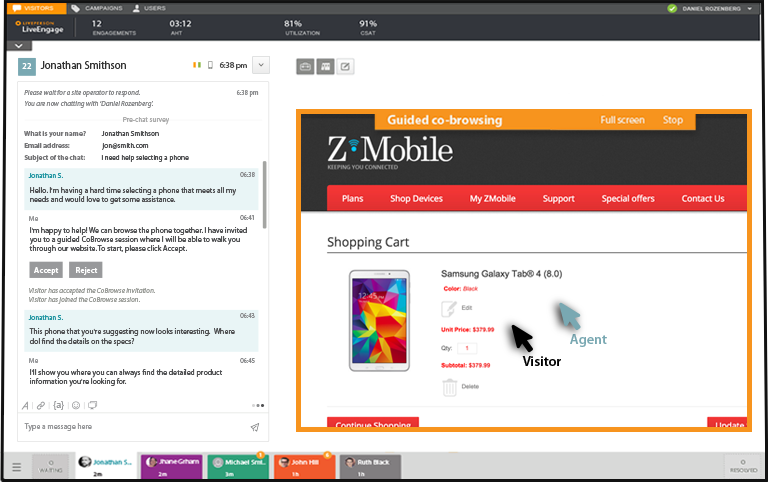 VISITORS CAMPAIGNS USERS DANIEL ROZENBERG
LIVEPERSON
LiveEngage
12 03:12 81% 91%
ENGAGEMENTS AHT UTILIZATION CSAT
22 Jonathan Smithson 6:38 pm
Please wait for a site operator to respond. 6:38 pm
You are now chatting with 'Daniel Rozenberg'.
Pre-chat survey
What is your name? Jonathan Smithson
Email address: jon@smith.com
Subject of the chat: I need help selecting a phone
Jonathan S. 06:38
Hello. I'm having a hard time selecting a phone that meets all my
needs and would love to get some assistance.
Me 06:41
I'm happy to help! We can browse the phone together. I have invited
you to a guided CoBrowse session where I will be able to walk you
through our website. To start, please click Accept.
Accept Reject
Visitor has accepted the CoBrowse invitation.
Visitor has joined the CoBrowse session.
Jonathan S. 06:43
This phone that you're suggesting now looks interesting. Where
doI find the details on the specs?
Me 06:45
I'll show you where you can always find the detailed product
information you're looking for.
A {a}
Type a message here
Guided co-browsing Full screen Stop
Z Mobile
KEEPING YOU CONNECTED
Plans Shop Devices My ZMobile Support Special offers Contact Us
Shopping Cart
Samsung Galaxy Tab® 4 (8.0)
Color: Black
Edit
Unit Price: $379.99
Qty: 1
Subtotal: $379.99
Delete
12:45
Visitor
Agent
Continue Shopping Update
0
WAITING
Jonathan S...
2m
Jhane Grham
2m
Michael Smi..
3m
John Hill
1h
Ruth Black
1h
0
RESOLVED